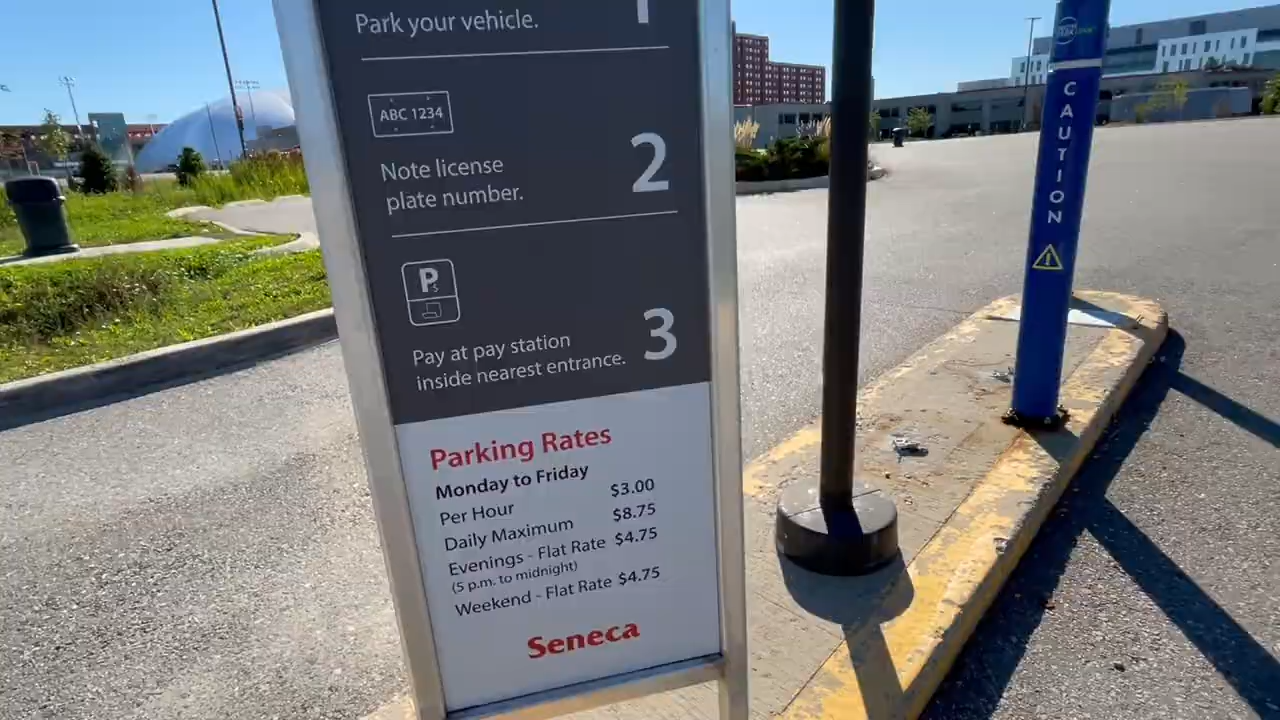 Park your vehicle.
1
ABC 1234
Note license
plate number.
2
P$
Pay at pay station
inside nearest entrance.
3
Parking Rates
Monday to Friday
Per Hour $3.00
Daily Maximum $8.75
Evenings - Flat Rate $4.75
(5 p.m. to midnight)
Weekend - Flat Rate $4.75
Seneca
CAUTION